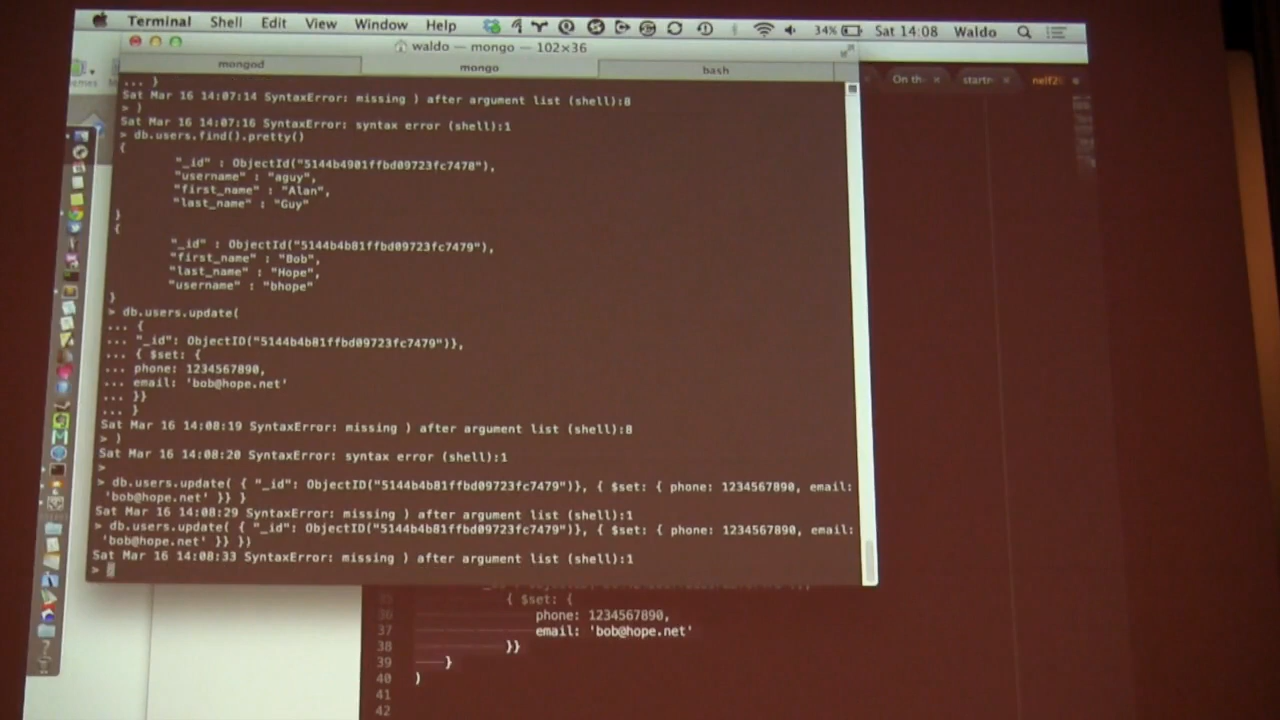 Terminal Shell Edit View Window Help 34% Sat 14:08 Waldo
waldo — mongo — 102×36
mongod mongo bash
On th startr
... }
Sat Mar 16 14:07:14 SyntaxError: missing ) after argument list (shell):8
> )
Sat Mar 16 14:07:16 SyntaxError: syntax error (shell):1
> db.users.find().pretty()
{
"_id" : ObjectId("5144b4901ffbd09723fc7478"),
"username" : "aguy",
"first_name" : "Alan",
"last_name" : "Guy"
}
{
"_id" : ObjectId("5144b4b81ffbd09723fc7479"),
"first_name" : "Bob",
"last_name" : "Hope",
"username" : "bhope"
}
> db.users.update(
... {
... "_id": ObjectID("5144b4b81ffbd09723fc7479")},
... { $set: {
... phone: 1234567890,
... email: 'bob@hope.net'
... }}
... }
Sat Mar 16 14:08:19 SyntaxError: missing ) after argument list (shell):8
> )
Sat Mar 16 14:08:20 SyntaxError: syntax error (shell):1
>
> db.users.update( { "_id": ObjectID("5144b4b81ffbd09723fc7479")}, { $set: { phone: 1234567890, email:
'bob@hope.net' }} }
Sat Mar 16 14:08:29 SyntaxError: missing ) after argument list (shell):1
> db.users.update( { "_id": ObjectID("5144b4b81ffbd09723fc7479")}, { $set: { phone: 1234567890, email:
'bob@hope.net' }} })
Sat Mar 16 14:08:33 SyntaxError: missing ) after argument list (shell):1
>
35 { $set: {
36 phone: 1234567890,
37 email: 'bob@hope.net'
38 }}
39 }
40 )
41
42